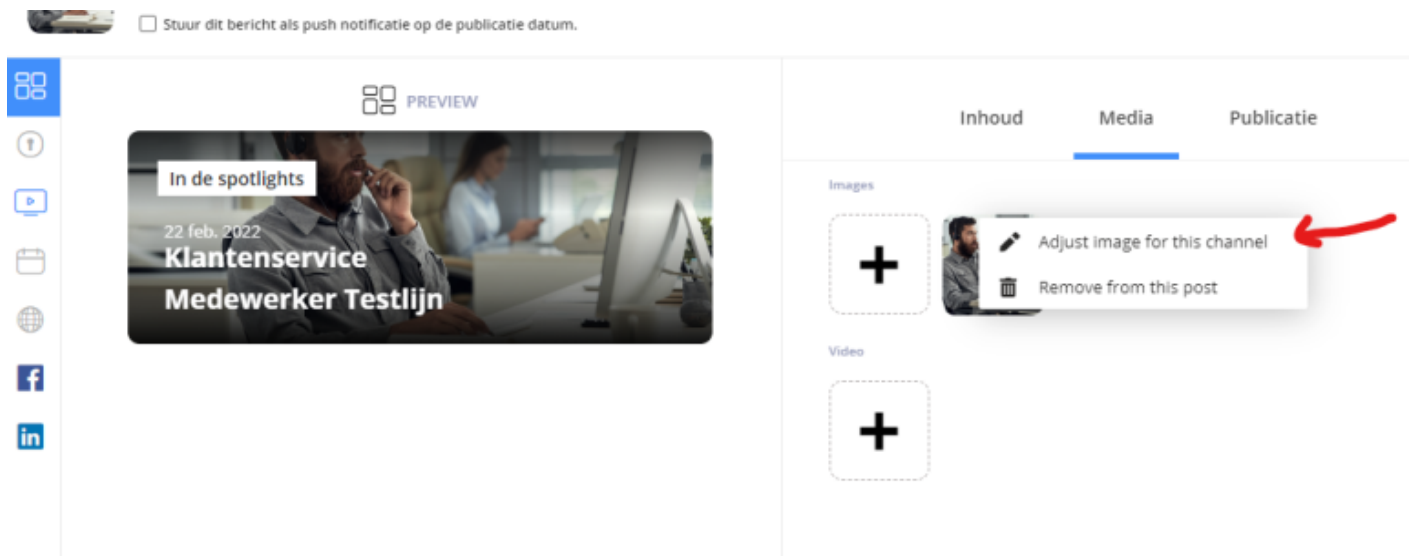 Stuur dit bericht als push notificatie op de publicatie datum.
PREVIEW
In de spotlights
22 feb. 2022
Klantenservice
Medewerker Testlijn
Inhoud Media Publicatie
Images
Adjust image for this channel
Remove from this post
Video
f
in